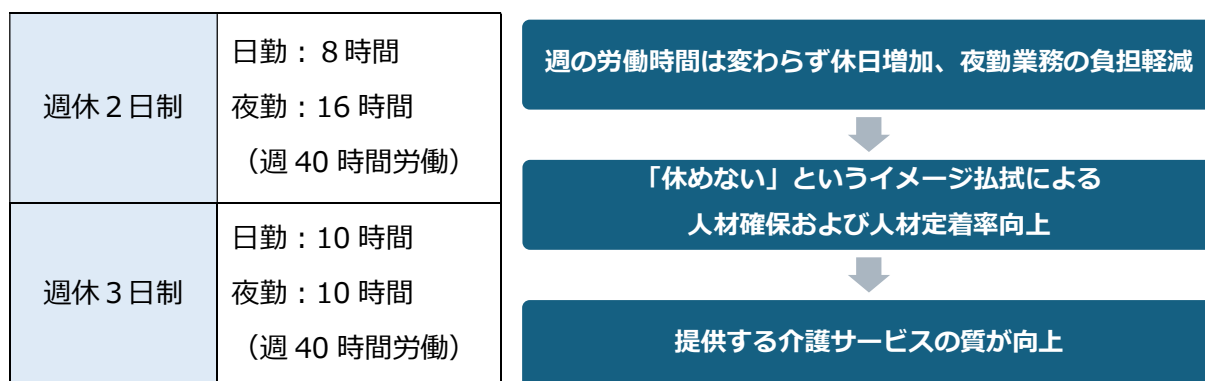 週休２日制
日勤：８時間
夜勤：16 時間
（週 40 時間労働）
週休３日制
日勤：10 時間
夜勤：10 時間
（週 40 時間労働）
週の労働時間は変わらず休日増加、夜勤業務の負担軽減
「休めない」というイメージ払拭による
人材確保および人材定着率向上
提供する介護サービスの質が向上